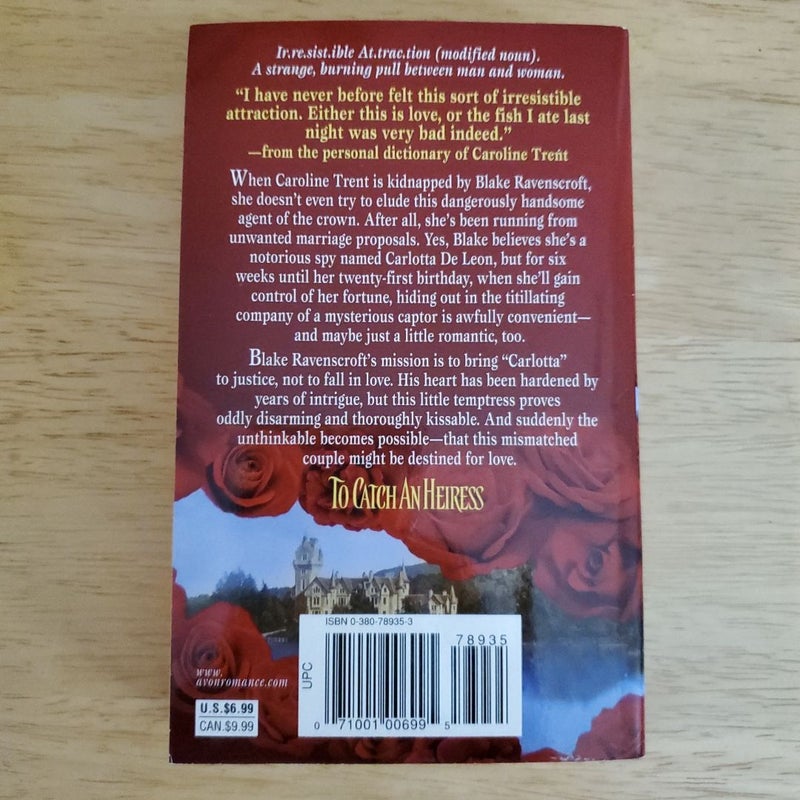 Ir.re.sist.ible At.trac.tion (modified noun).
A strange, burning pull between man and woman.
“I have never before felt this sort of irresistible
attraction. Either this is love, or the fish I ate last
night was very bad indeed.”
—from the personal dictionary of Caroline Trent
When Caroline Trent is kidnapped by Blake Ravenscroft,
she doesn't even try to elude this dangerously handsome
agent of the crown. After all, she's been running from
unwanted marriage proposals. Yes, Blake believes she's a
notorious spy named Carlotta De Leon, but for six
weeks until her twenty-first birthday, when she'll gain
control of her fortune, hiding out in the titillating
company of a mysterious captor is awfully convenient—
and maybe just a little romantic, too.
Blake Ravenscroft's mission is to bring “Carlotta”
to justice, not to fall in love. His heart has been hardened by
years of intrigue, but this little temptress proves
oddly disarming and thoroughly kissable. And suddenly the
unthinkable becomes possible—that this mismatched
couple might be destined for love.
TO CATCH AN HEIRESS
ISBN 0-380-78935-3
78935
UPC
0 71001 00699 5
www.
avonromance.com
U.S.$6.99
CAN.$9.99